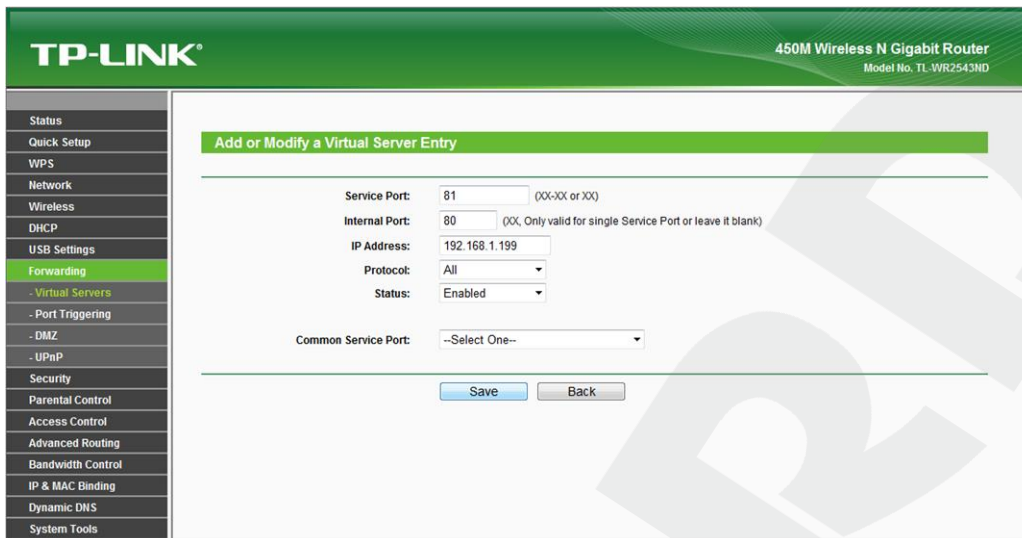 TP-LINK®
450M Wireless N Gigabit Router
Model No. TL-WR2543ND
Status
Quick Setup
WPS
Network
Wireless
DHCP
USB Settings
Forwarding
- Virtual Servers
- Port Triggering
- DMZ
- UPnP
Security
Parental Control
Access Control
Advanced Routing
Bandwidth Control
IP & MAC Binding
Dynamic DNS
System Tools
Add or Modify a Virtual Server Entry
Service Port: 81 (XX-XX or XX)
Internal Port: 80 (XX, Only valid for single Service Port or leave it blank)
IP Address: 192.168.1.199
Protocol: All
Status: Enabled
Common Service Port: --Select One--
Save Back